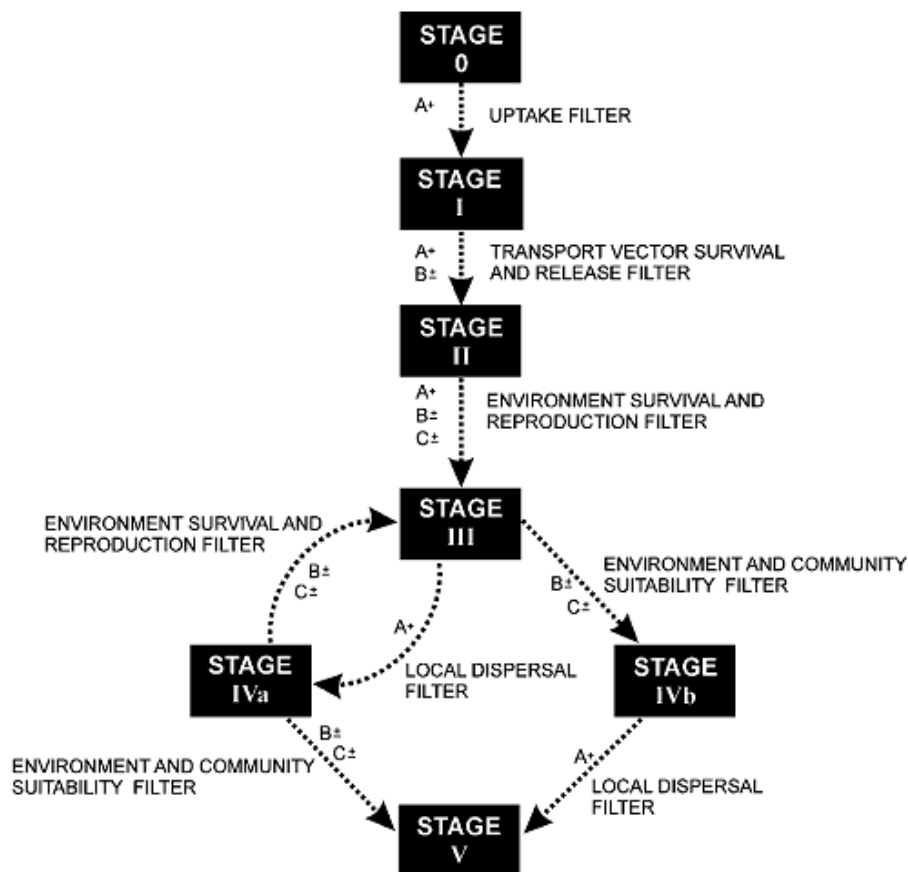 STAGE
0
A+
UPTAKE FILTER
STAGE
I
A+
B±
TRANSPORT VECTOR SURVIVAL
AND RELEASE FILTER
STAGE
II
A+
B±
C±
ENVIRONMENT SURVIVAL AND
REPRODUCTION FILTER
STAGE
III
ENVIRONMENT SURVIVAL AND
REPRODUCTION FILTER
B±
C±
A+
LOCAL DISPERSAL
FILTER
B±
C±
ENVIRONMENT AND COMMUNITY
SUITABILITY FILTER
STAGE
IVa
STAGE
IVb
B±
C±
ENVIRONMENT AND COMMUNITY
SUITABILITY FILTER
A+
LOCAL DISPERSAL
FILTER
STAGE
V